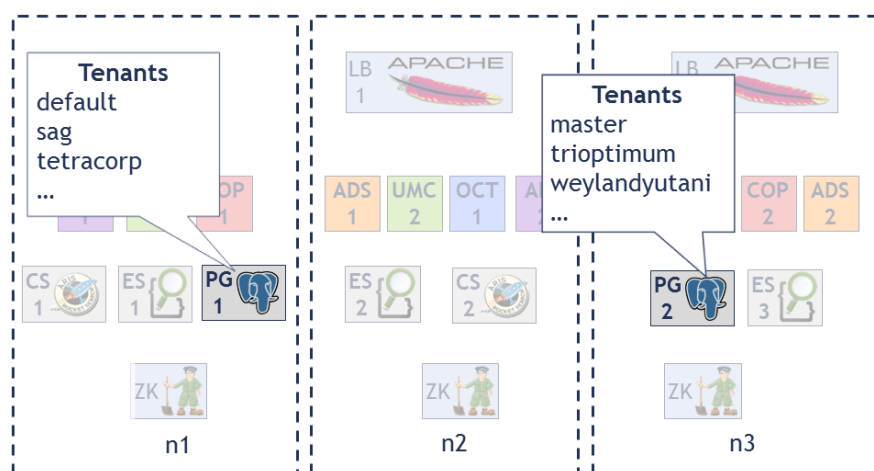 Tenants
default
sag
tetracorp
...
OP
1
1
CS
1
ES
1
PG
1
ZK
n1
LB
1
APACHE
ADS
1
UMC
2
OCT
1
2
ES
2
CS
2
ZK
n2
LB
APACHE
Tenants
master
trioptimum
weylandyutani
...
COP
2
ADS
2
PG
2
ES
3
ZK
n3